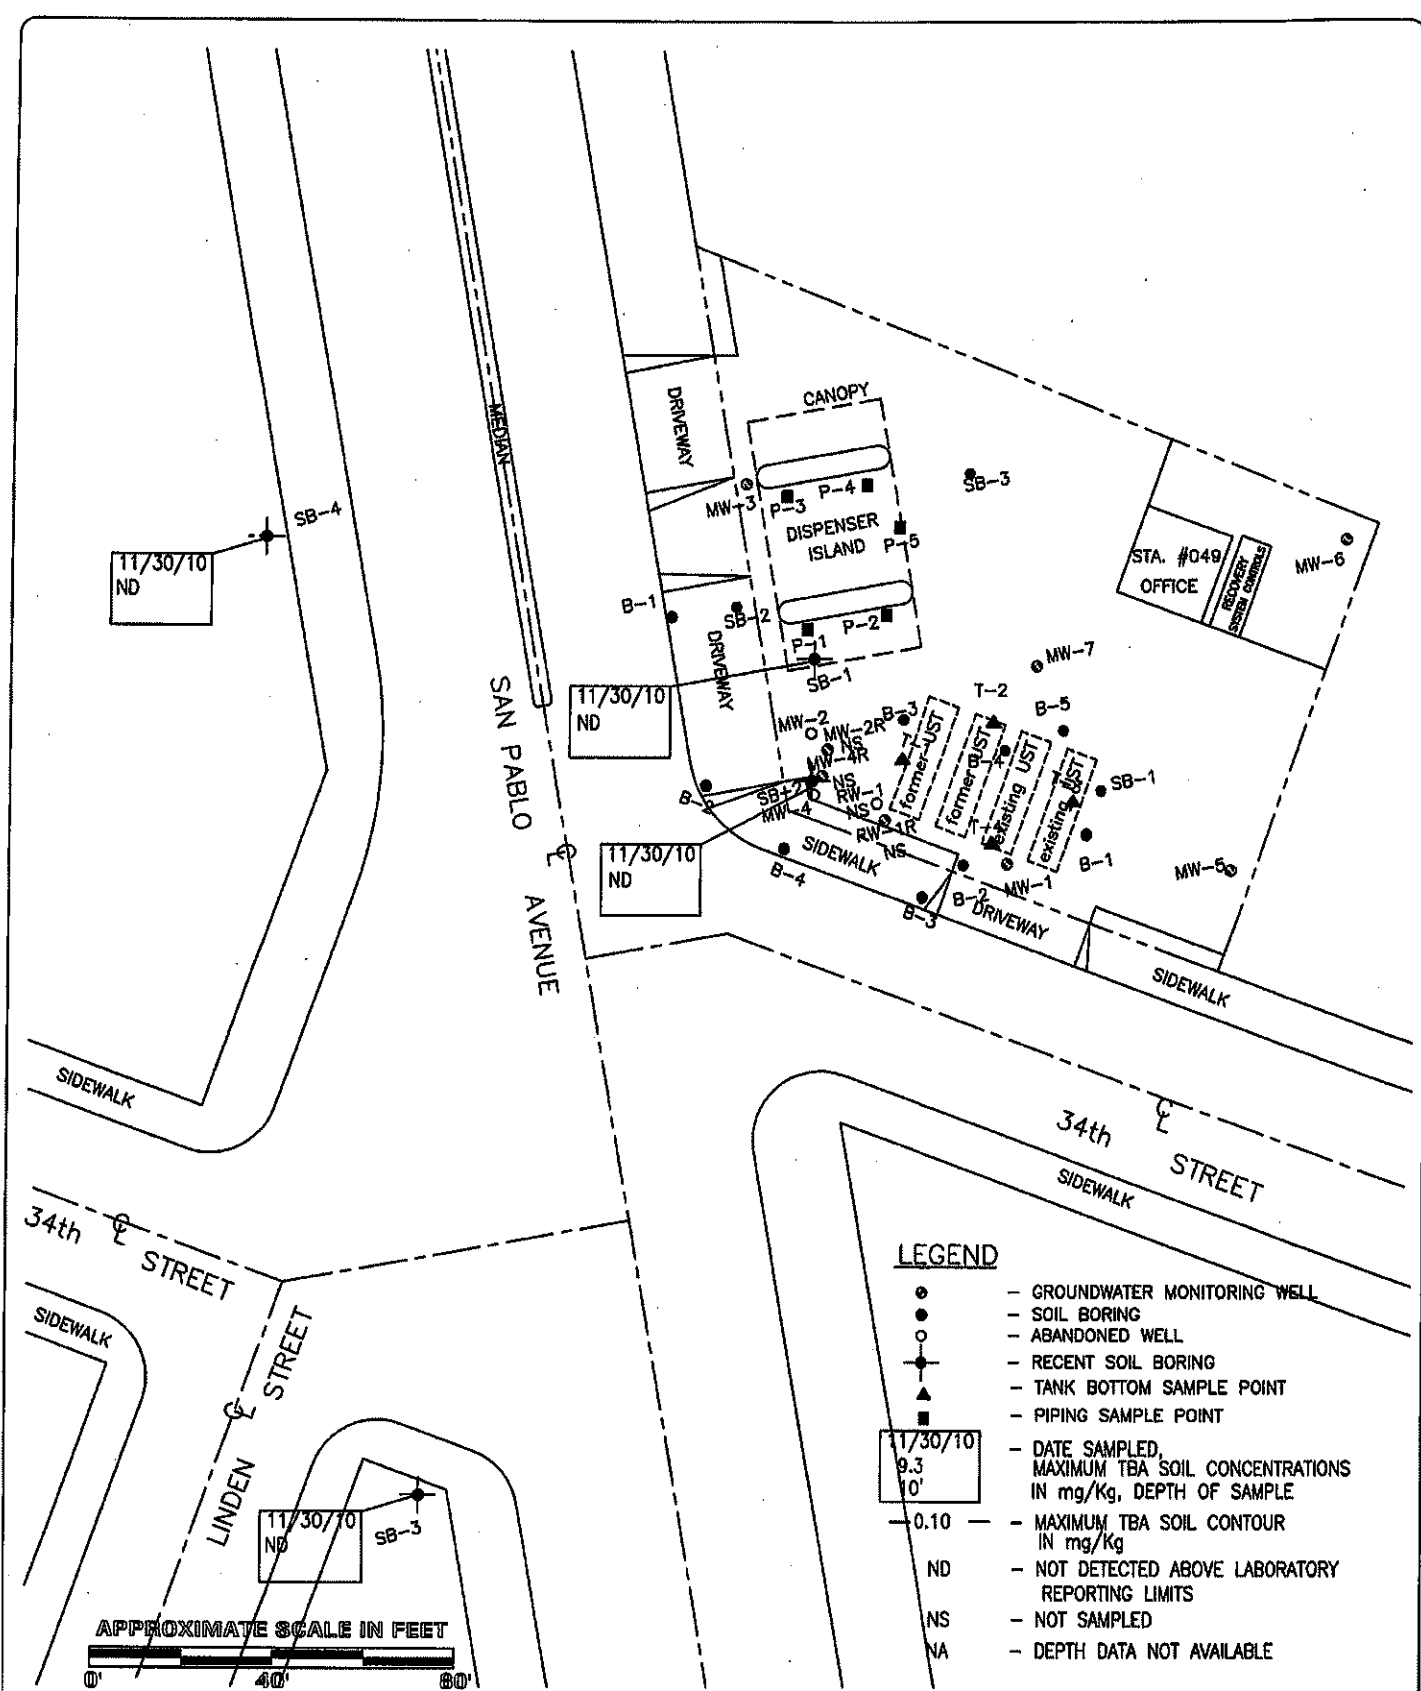 CANOPY
DRIVEWAY
MEDIAN
SB-3
P-4
P-3
MW-3
DISPENSER
ISLAND
P-5
SB-4
11/30/10
ND
STA. #049
OFFICE
RECOVERY
SYSTEM CONTROLS
MW-6
B-1
SB-2
P-2
P-1
DRIVEWAY
SB-1
MW-7
11/30/10
ND
T-2
B-3
B-5
MW-2
MW-2R
NS
MW-4R
NS
former UST
former UST
existing UST
existing UST
SB-1
B-2
SB-2
MW-4
RW-1
NS
RW-1R
NS
B-1
SAN PABLO
AVENUE
11/30/10
ND
SIDEWALK
B-4
B-3
B-2
MW-1
MW-5
DRIVEWAY
SIDEWALK
SIDEWALK
34th
STREET
SIDEWALK
34th
STREET
SIDEWALK
LINDEN
STREET
11/30/10
ND
SB-3
LEGEND
- GROUNDWATER MONITORING WELL
- SOIL BORING
- ABANDONED WELL
- RECENT SOIL BORING
- TANK BOTTOM SAMPLE POINT
- PIPING SAMPLE POINT
11/30/10
9.3
10'
- DATE SAMPLED,
MAXIMUM TBA SOIL CONCENTRATIONS
IN mg/Kg, DEPTH OF SAMPLE
—0.10 — - MAXIMUM TBA SOIL CONTOUR
IN mg/Kg
ND - NOT DETECTED ABOVE LABORATORY
REPORTING LIMITS
NS - NOT SAMPLED
NA - DEPTH DATA NOT AVAILABLE
APPROXIMATE SCALE IN FEET
0' 40' 80'